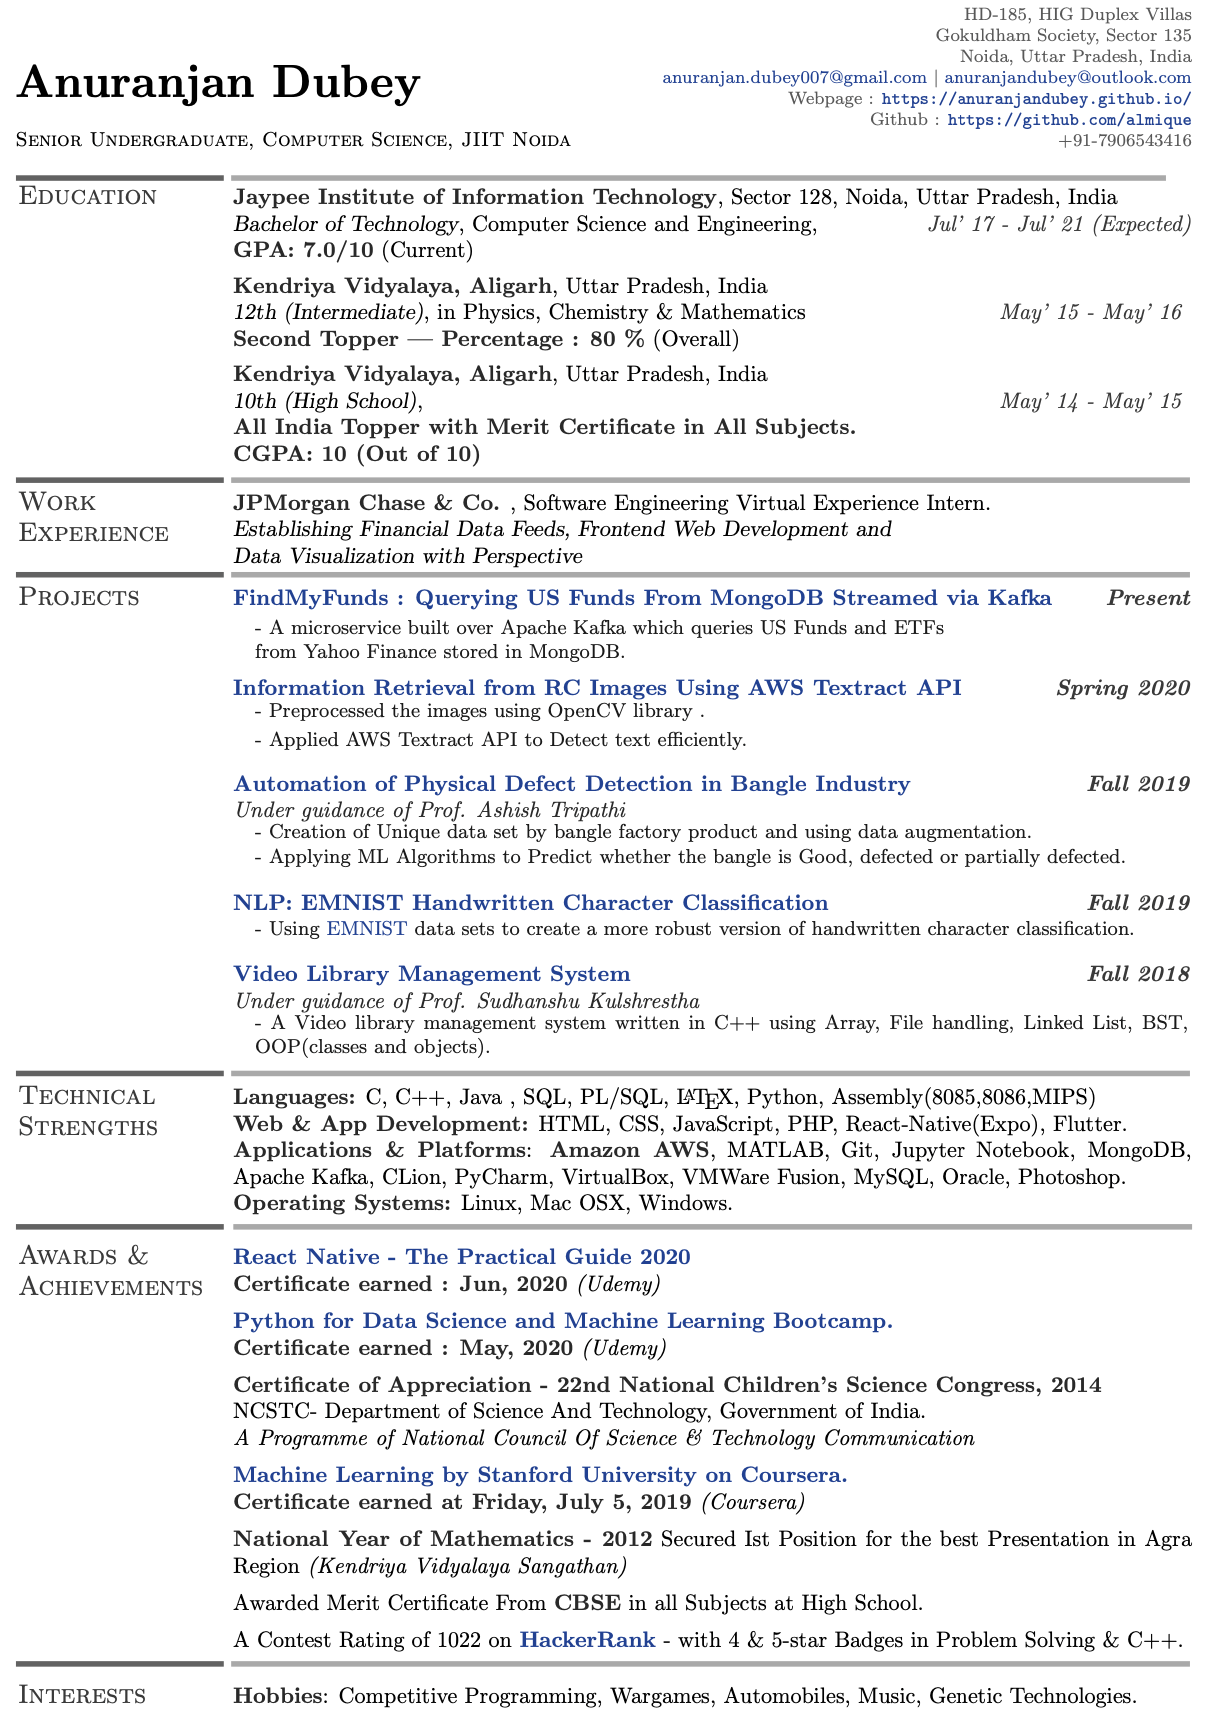 HD-185, HIG Duplex Villas
Gokuldham Society, Sector 135
Noida, Uttar Pradesh, India
Anuranjan Dubey
anuranjan.dubey007@gmail.com | anuranjandubey@outlook.com
Webpage : https://anuranjandubey.github.io/
Github : https://github.com/almique
Senior Undergraduate, Computer Science, JIIT Noida
+91-7906543416
Education
Jaypee Institute of Information Technology, Sector 128, Noida, Uttar Pradesh, India
Bachelor of Technology, Computer Science and Engineering, Jul' 17 - Jul' 21 (Expected)
GPA: 7.0/10 (Current)
Kendriya Vidyalaya, Aligarh, Uttar Pradesh, India
12th (Intermediate), in Physics, Chemistry & Mathematics May' 15 - May' 16
Second Topper — Percentage : 80 % (Overall)
Kendriya Vidyalaya, Aligarh, Uttar Pradesh, India
10th (High School), May' 14 - May' 15
All India Topper with Merit Certificate in All Subjects.
CGPA: 10 (Out of 10)
Work
Experience
JPMorgan Chase & Co. , Software Engineering Virtual Experience Intern.
Establishing Financial Data Feeds, Frontend Web Development and
Data Visualization with Perspective
Projects
FindMyFunds : Querying US Funds From MongoDB Streamed via Kafka Present
- A microservice built over Apache Kafka which queries US Funds and ETFs
from Yahoo Finance stored in MongoDB.
Information Retrieval from RC Images Using AWS Textract API Spring 2020
- Preprocessed the images using OpenCV library .
- Applied AWS Textract API to Detect text efficiently.
Automation of Physical Defect Detection in Bangle Industry Fall 2019
Under guidance of Prof. Ashish Tripathi
- Creation of Unique data set by bangle factory product and using data augmentation.
- Applying ML Algorithms to Predict whether the bangle is Good, defected or partially defected.
NLP: EMNIST Handwritten Character Classification Fall 2019
- Using EMNIST data sets to create a more robust version of handwritten character classification.
Video Library Management System Fall 2018
Under guidance of Prof. Sudhanshu Kulshrestha
- A Video library management system written in C++ using Array, File handling, Linked List, BST,
OOP(classes and objects).
Technical
Strengths
Languages: C, C++, Java , SQL, PL/SQL, LATEX, Python, Assembly(8085,8086,MIPS)
Web & App Development: HTML, CSS, JavaScript, PHP, React-Native(Expo), Flutter.
Applications & Platforms: Amazon AWS, MATLAB, Git, Jupyter Notebook, MongoDB,
Apache Kafka, CLion, PyCharm, VirtualBox, VMWare Fusion, MySQL, Oracle, Photoshop.
Operating Systems: Linux, Mac OSX, Windows.
Awards &
Achievements
React Native - The Practical Guide 2020
Certificate earned : Jun, 2020 (Udemy)
Python for Data Science and Machine Learning Bootcamp.
Certificate earned : May, 2020 (Udemy)
Certificate of Appreciation - 22nd National Children's Science Congress, 2014
NCSTC- Department of Science And Technology, Government of India.
A Programme of National Council Of Science & Technology Communication
Machine Learning by Stanford University on Coursera.
Certificate earned at Friday, July 5, 2019 (Coursera)
National Year of Mathematics - 2012 Secured Ist Position for the best Presentation in Agra
Region (Kendriya Vidyalaya Sangathan)
Awarded Merit Certificate From CBSE in all Subjects at High School.
A Contest Rating of 1022 on HackerRank - with 4 & 5-star Badges in Problem Solving & C++.
Interests
Hobbies: Competitive Programming, Wargames, Automobiles, Music, Genetic Technologies.